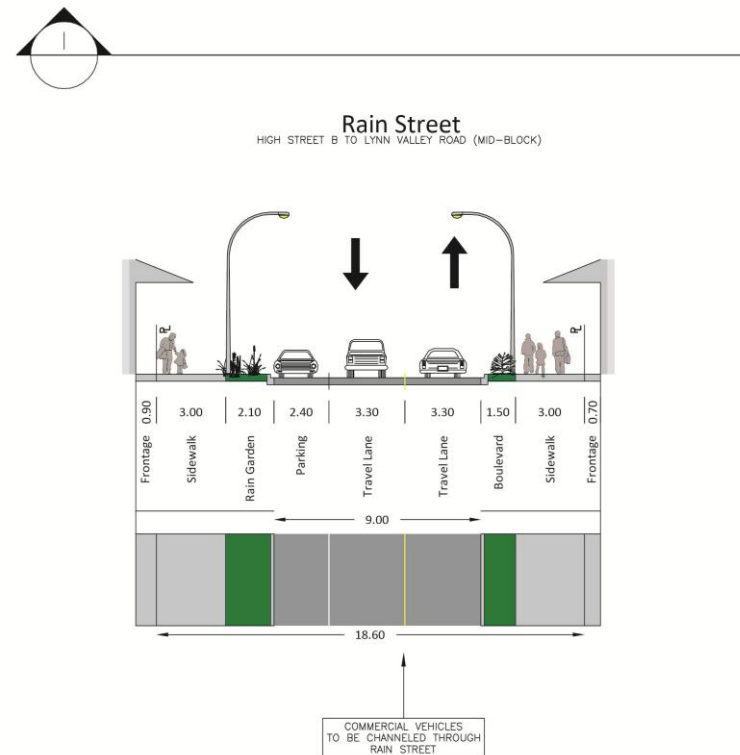 Rain Street
HIGH STREET B TO LYNN VALLEY ROAD (MID-BLOCK)
PL
PL
0.90
3.00
2.10
2.40
3.30
3.30
1.50
3.00
0.70
Frontage
Sidewalk
Rain Garden
Parking
Travel Lane
Travel Lane
Boulevard
Sidewalk
Frontage
9.00
18.60
COMMERCIAL VEHICLES
TO BE CHANNELED THROUGH
RAIN STREET